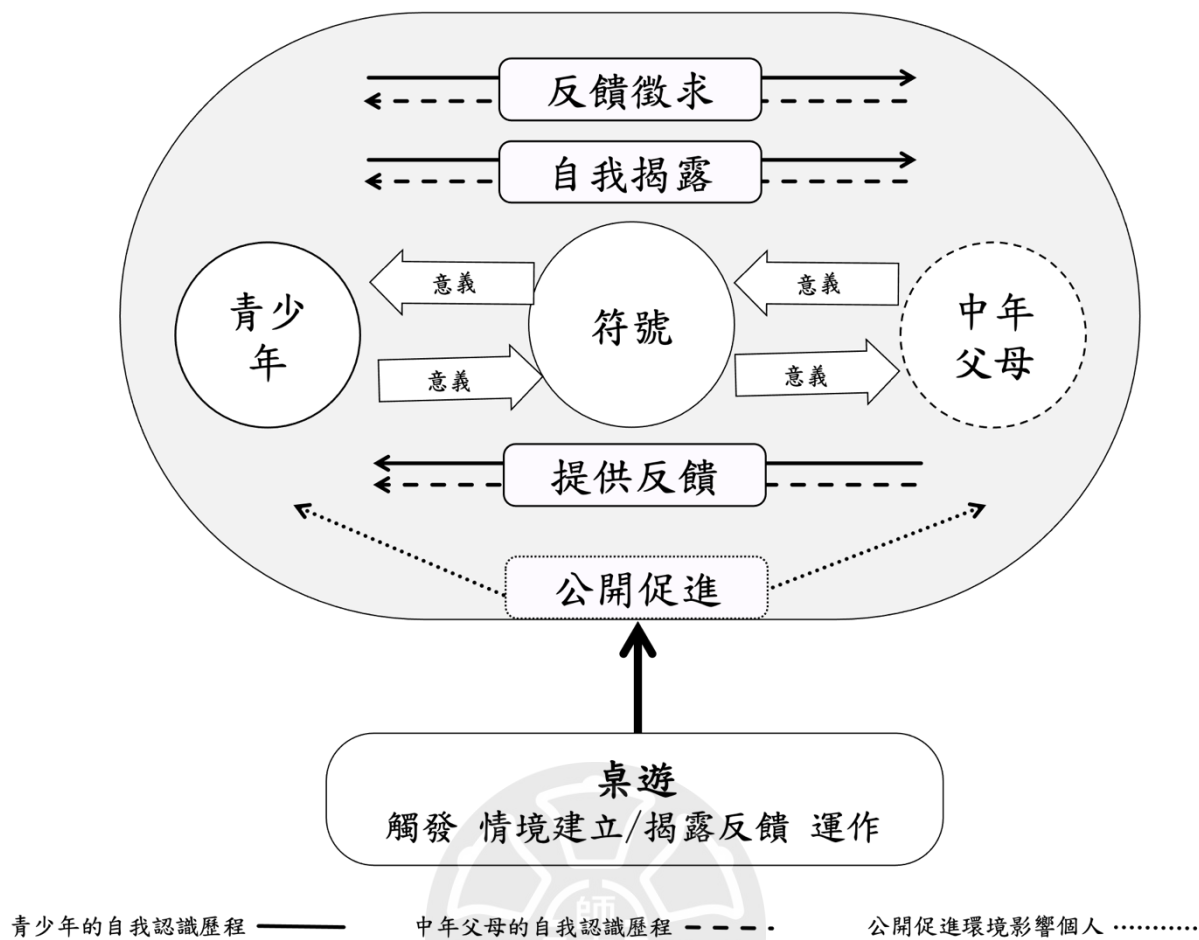 反饋徵求
自我揭露
意義
意義
青少
年
符號
中年
父母
意義
意義
提供反饋
公開促進
桌遊
觸發 情境建立/揭露反饋 運作
師
青少年的自我認識歷程
中年父母的自我認識歷程
公開促進環境影響個人